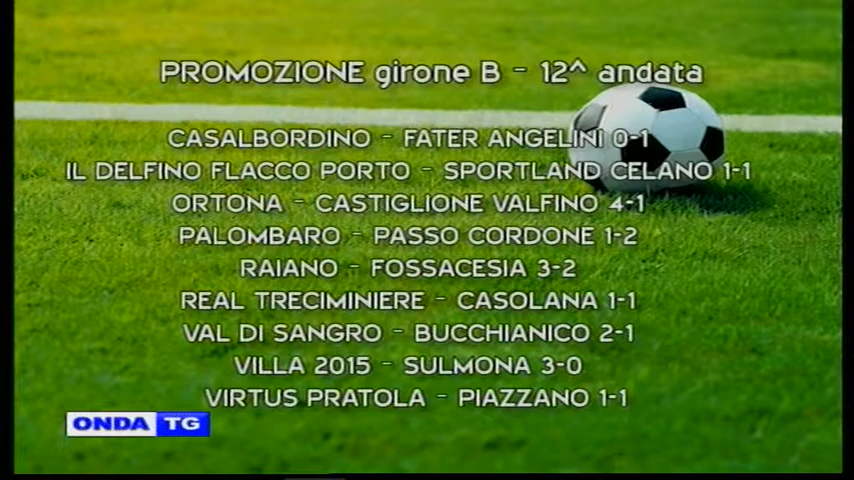 PROMOZIONE girone B - 12^ andata
CASALBORDINO - FATER ANGELINI 0-1
IL DELFINO FLACCO PORTO - SPORTLAND CELANO 1-1
ORTONA - CASTIGLIONE VALFINO 4-1
PALOMBARO - PASSO CORDONE 1-2
RAIANO - FOSSACESIA 3-2
REAL TRECIMINIERE - CASOLANA 1-1
VAL DI SANGRO - BUCCHIANICO 2-1
VILLA 2015 - SULMONA 3-0
VIRTUS PRATOLA - PIAZZANO 1-1
ONDA TG